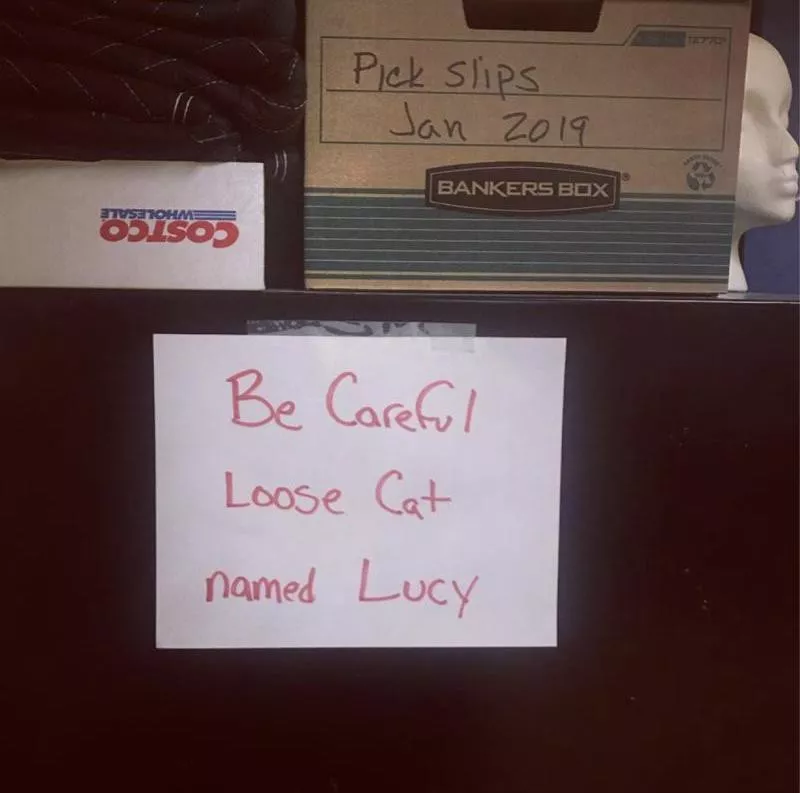 Pick Slips
Jan 2019
BANKERS BOX®
COSTCO
WHOLESALE
Be Careful
Loose Cat
named Lucy